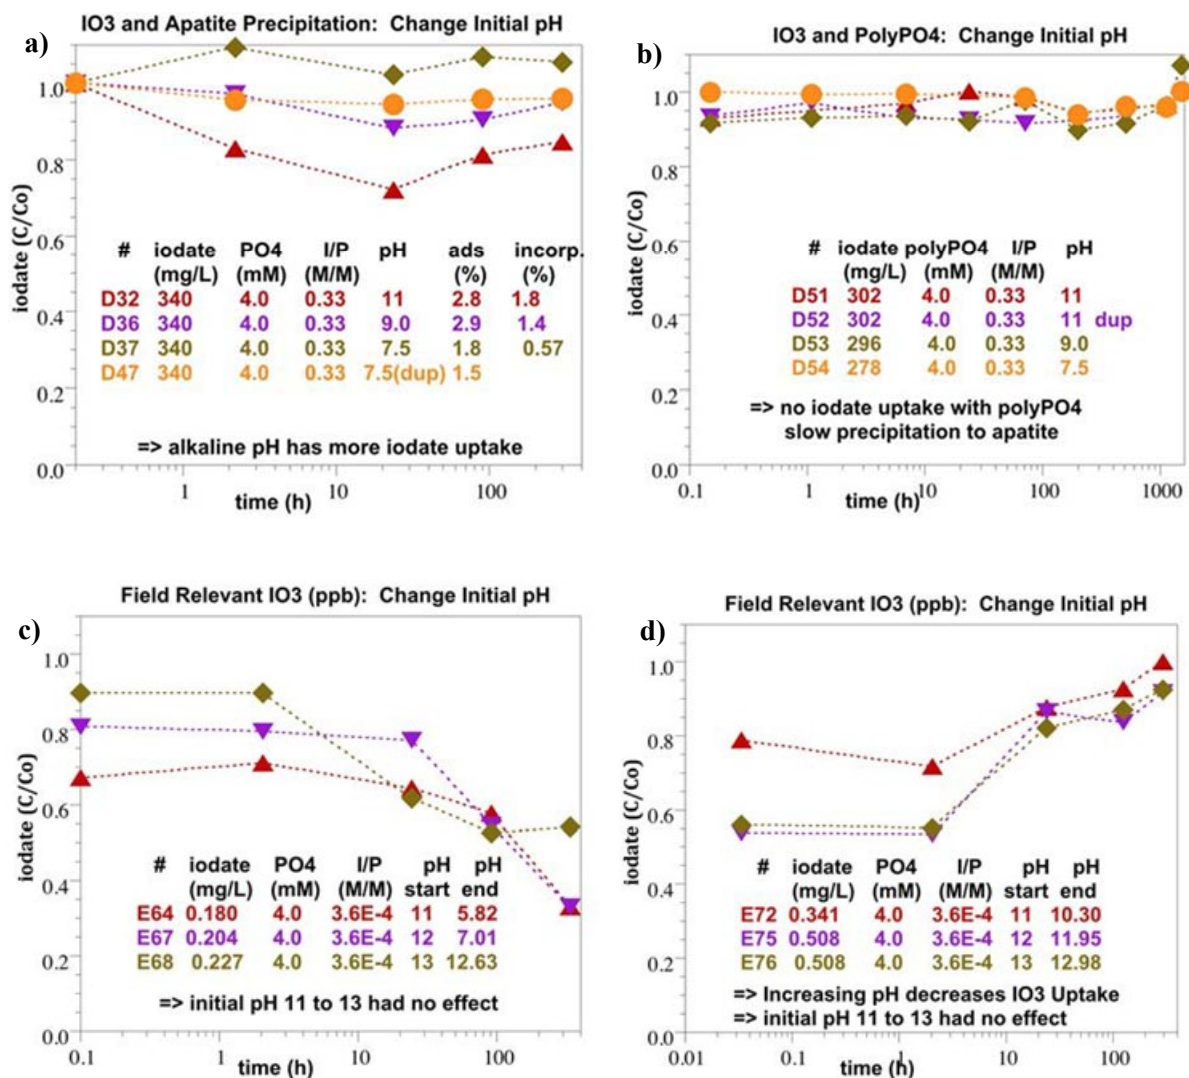 a)
IO3 and Apatite Precipitation: Change Initial pH
iodate (C/Co)
1.0
0.8
0.6
0.4
0.2
0.0
# iodate PO4 I/P pH ads incorp.
(mg/L) (mM) (M/M) (%) (%)
D32 340 4.0 0.33 11 2.8 1.8
D36 340 4.0 0.33 9.0 2.9 1.4
D37 340 4.0 0.33 7.5 1.8 0.57
D47 340 4.0 0.33 7.5(dup) 1.5
=> alkaline pH has more iodate uptake
1 10 100
time (h)
b)
IO3 and PolyPO4: Change Initial pH
iodate (C/Co)
1.0
0.8
0.6
0.4
0.2
0.0
# iodate polyPO4 I/P pH
(mg/L) (mM) (M/M)
D51 302 4.0 0.33 11
D52 302 4.0 0.33 11 dup
D53 296 4.0 0.33 9.0
D54 278 4.0 0.33 7.5
=> no iodate uptake with polyPO4
slow precipitation to apatite
0.1 1 10 100 1000
time (h)
c)
Field Relevant IO3 (ppb): Change Initial pH
iodate (C/Co)
1.0
0.8
0.6
0.4
0.2
0.0
# iodate PO4 I/P pH pH
(mg/L) (mM) (M/M) start end
E64 0.180 4.0 3.6E-4 11 5.82
E67 0.204 4.0 3.6E-4 12 7.01
E68 0.227 4.0 3.6E-4 13 12.63
=> initial pH 11 to 13 had no effect
0.1 1 10 100
time (h)
d)
Field Relevant IO3 (ppb): Change Initial pH
iodate (C/Co)
1.0
0.8
0.6
0.4
0.2
0.0
# iodate PO4 I/P pH pH
(mg/L) (mM) (M/M) start end
E72 0.341 4.0 3.6E-4 11 10.30
E75 0.508 4.0 3.6E-4 12 11.95
E76 0.508 4.0 3.6E-4 13 12.98
=> Increasing pH decreases IO3 Uptake
=> initial pH 11 to 13 had no effect
0.01 0.1 1 10 100
time (h)